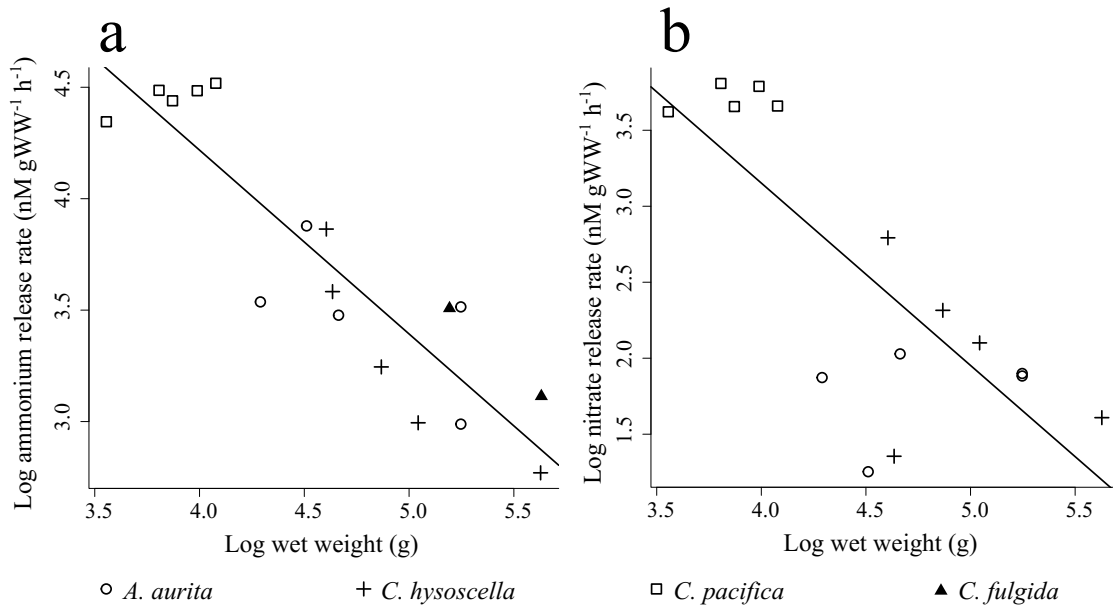 a
Log ammonium release rate (nM gWW⁻¹ h⁻¹)
4.5
4.0
3.5
3.0
3.5 4.0 4.5 5.0 5.5
Log wet weight (g)
b
Log nitrate release rate (nM gWW⁻¹ h⁻¹)
3.5
3.0
2.5
2.0
1.5
3.5 4.0 4.5 5.0 5.5
Log wet weight (g)
A. aurita C. hysoscella C. pacifica C. fulgida